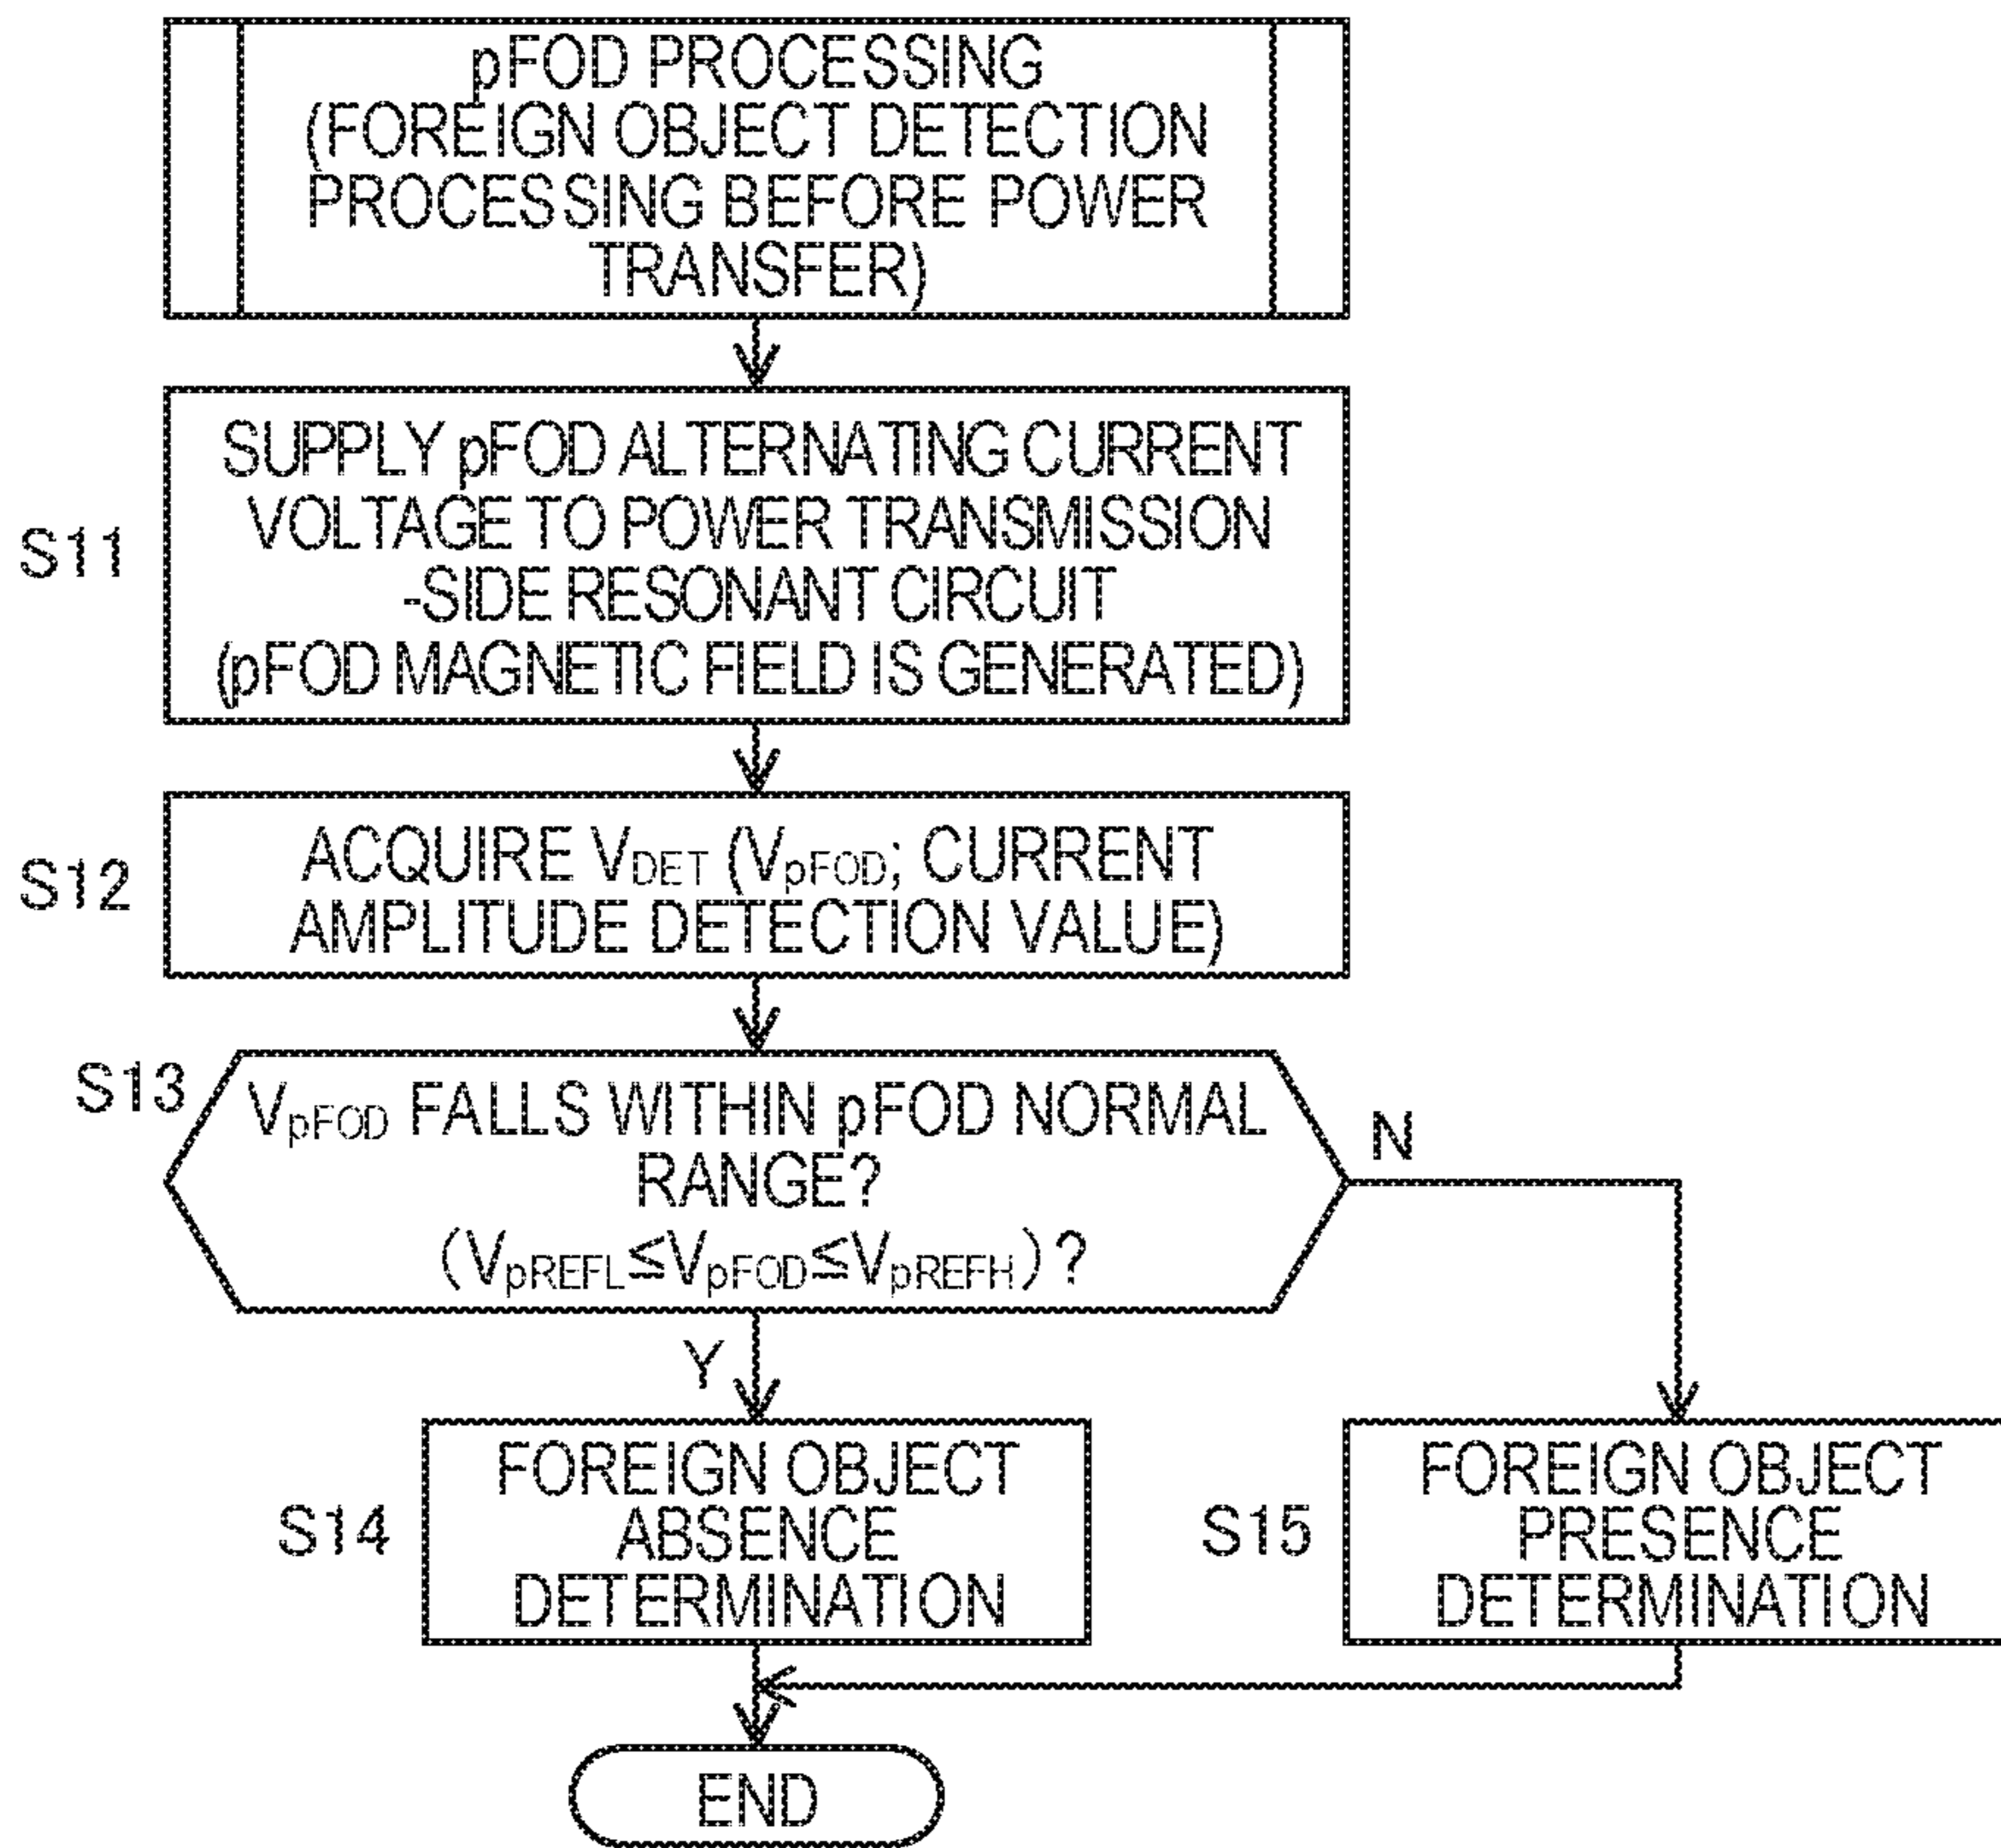 pFOD PROCESSING
(FOREIGN OBJECT DETECTION
PROCESSING BEFORE POWER
TRANSFER)
S11
SUPPLY pFOD ALTERNATING CURRENT
VOLTAGE TO POWER TRANSMISSION
-SIDE RESONANT CIRCUIT
(pFOD MAGNETIC FIELD IS GENERATED)
S12
ACQUIRE VDET (VpFOD; CURRENT
AMPLITUDE DETECTION VALUE)
S13
VpFOD FALLS WITHIN pFOD NORMAL
RANGE?
(VpREFL≤VpFOD≤VpREFH)?
N
Y
S14
FOREIGN OBJECT
ABSENCE
DETERMINATION
S15
FOREIGN OBJECT
PRESENCE
DETERMINATION
END